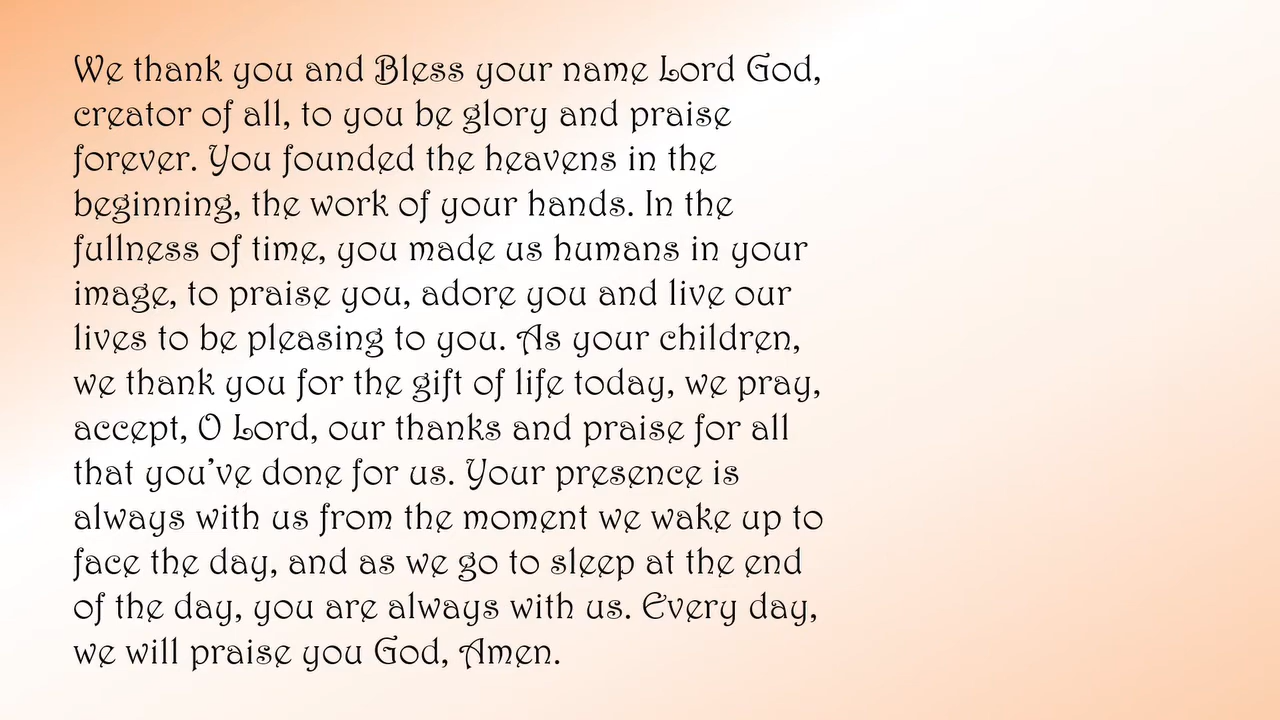 We thank you and Bless your name Lord God,
creator of all, to you be glory and praise
forever. You founded the heavens in the
beginning, the work of your hands. In the
fullness of time, you made us humans in your
image, to praise you, adore you and live our
lives to be pleasing to you. As your children,
we thank you for the gift of life today, we pray,
accept, O Lord, our thanks and praise for all
that you’ve done for us. Your presence is
always with us from the moment we wake up to
face the day, and as we go to sleep at the end
of the day, you are always with us. Every day,
we will praise you God, Amen.